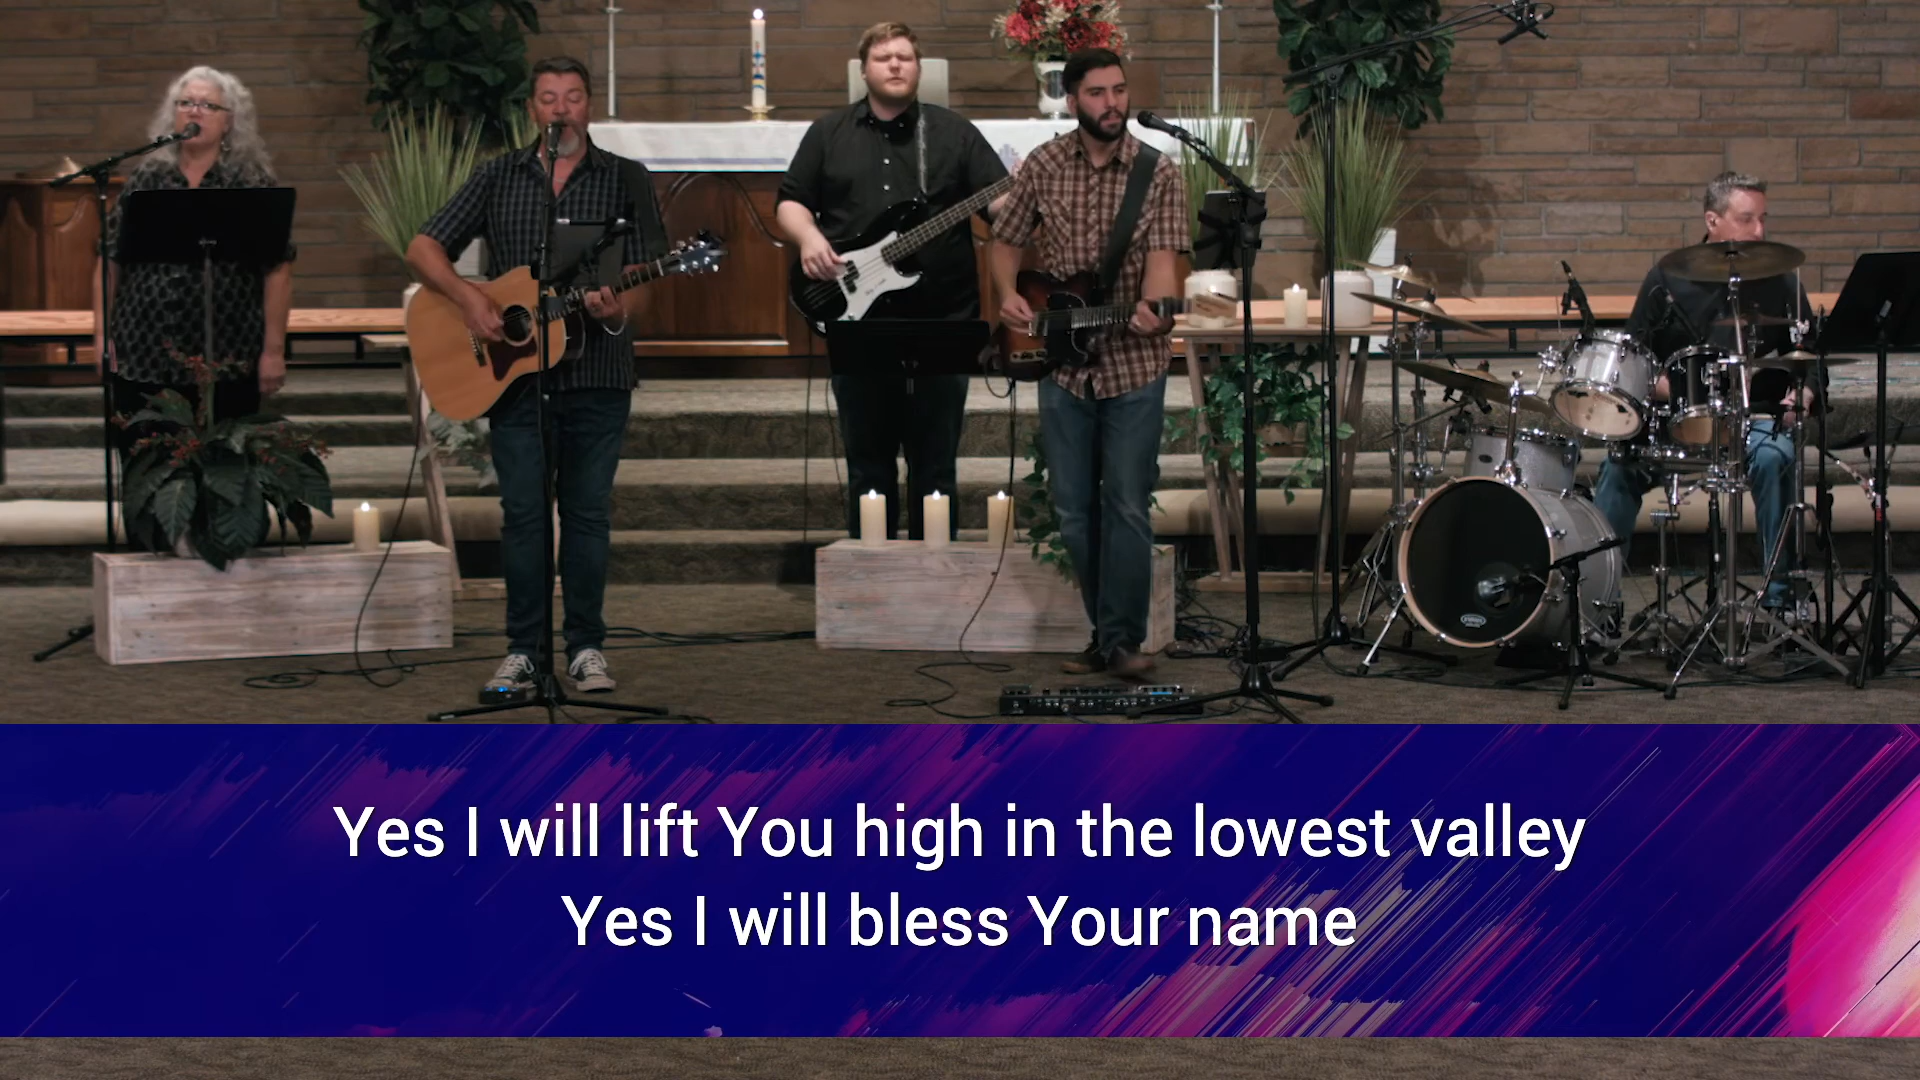 Yes I will lift You high in the lowest valley
Yes I will bless Your name